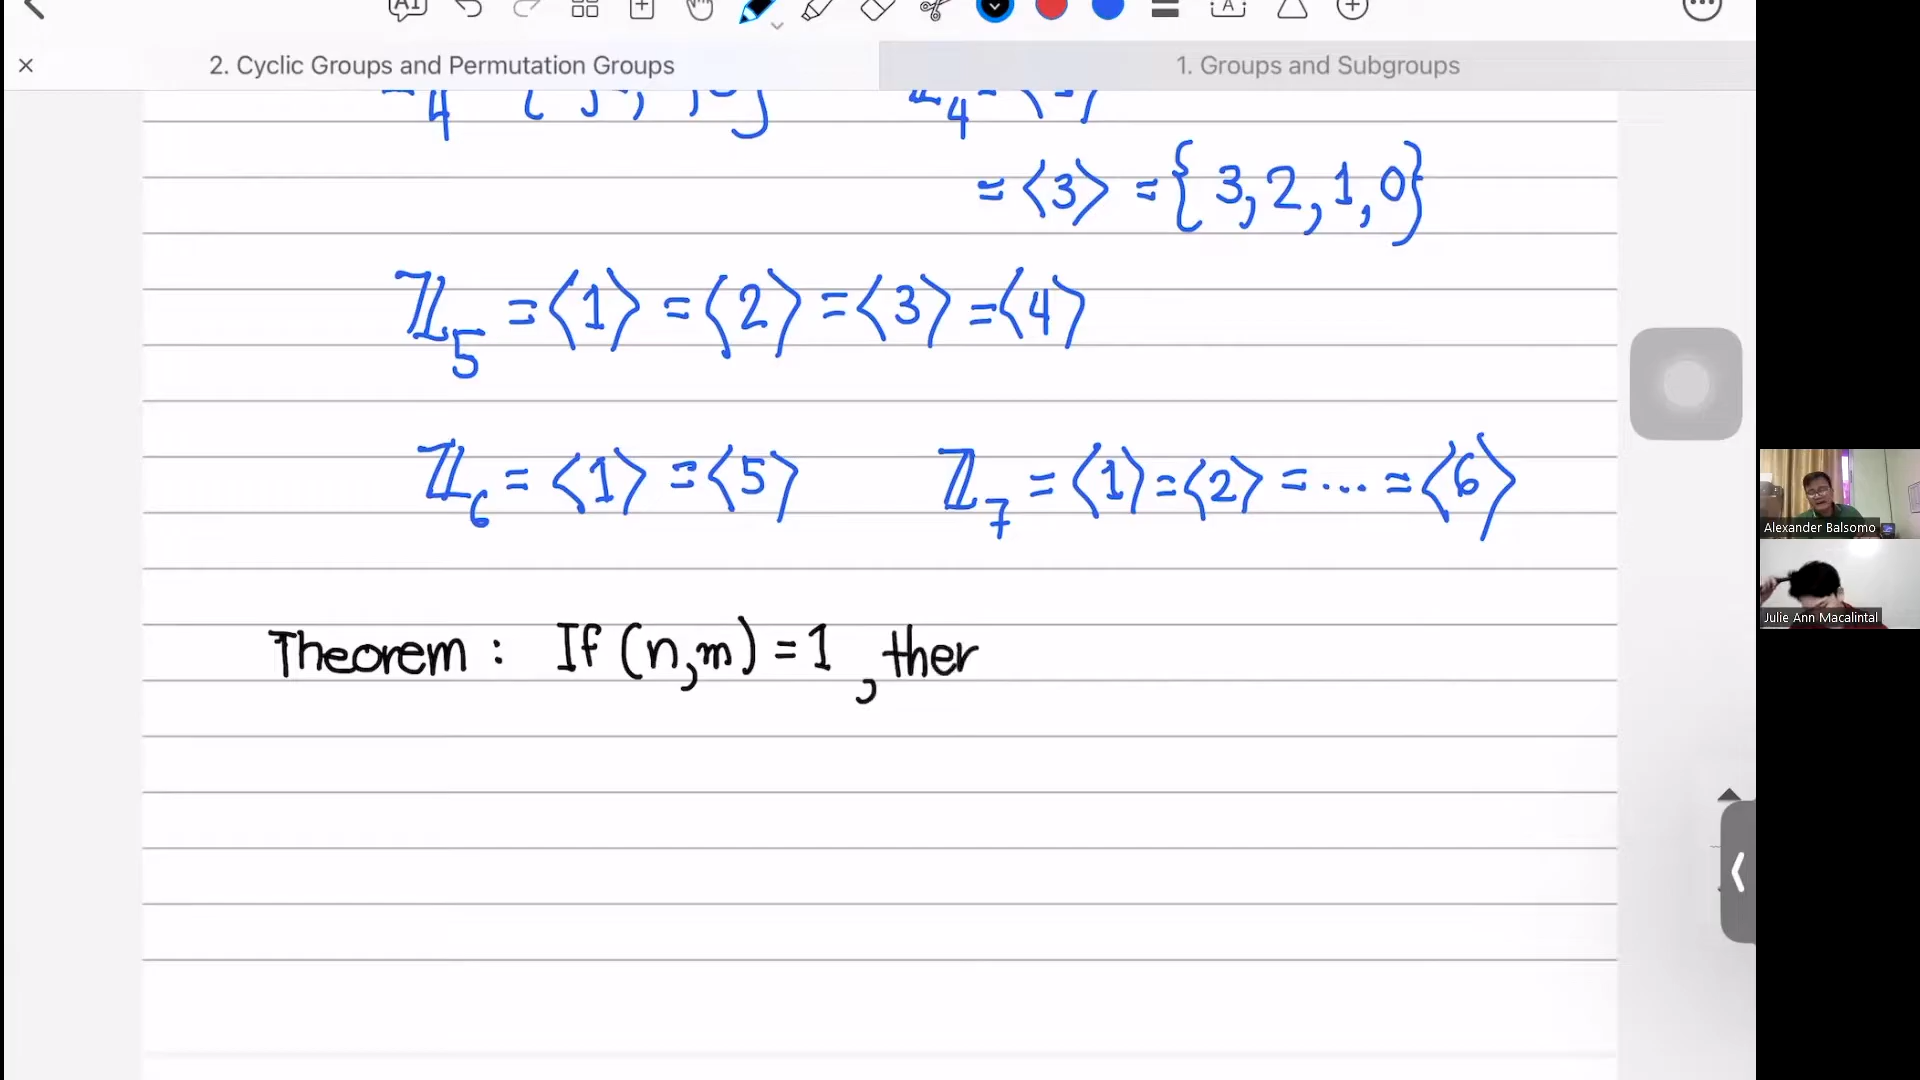 AI
A
2. Cyclic Groups and Permutation Groups
1. Groups and Subgroups
= ⟨3⟩ = { 3, 2, 1, 0}
ℤ5 = ⟨1⟩ = ⟨2⟩ = ⟨3⟩ = ⟨4⟩
ℤ6 = ⟨1⟩ = ⟨5⟩
ℤ7 = ⟨1⟩ = ⟨2⟩ = ... = ⟨6⟩
Theorem : If (n,m) = 1 , ther
Alexander Balsomo
Julie Ann Macalintal